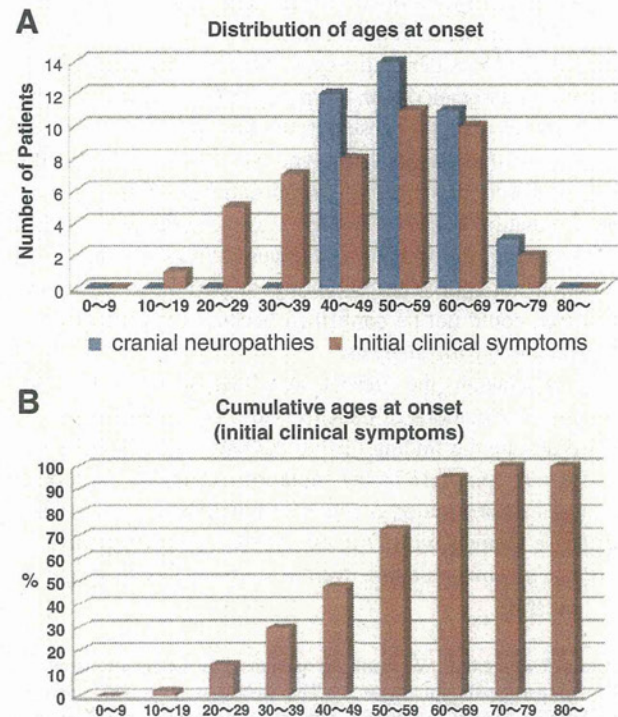 A
Distribution of ages at onset
Number of Patients
14
12
10
8
6
4
2
0
0〜9 10〜19 20〜29 30〜39 40〜49 50〜59 60〜69 70〜79 80〜
cranial neuropathies Initial clinical symptoms
B
Cumulative ages at onset
(initial clinical symptoms)
%
100
90
80
70
60
50
40
30
20
10
0
0〜9 10〜19 20〜29 30〜39 40〜49 50〜59 60〜69 70〜79 80〜